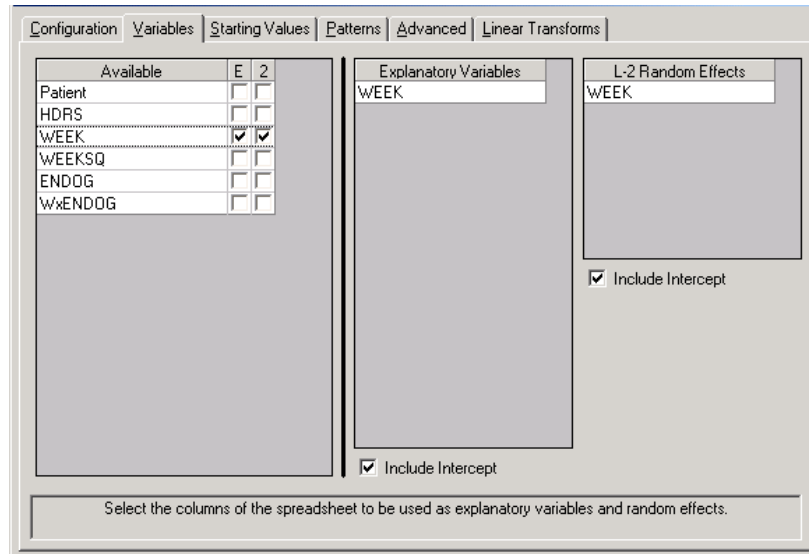 Configuration Variables Starting Values Patterns Advanced Linear Transforms
Available E 2
Patient
HDRS
WEEK
WEEKSQ
ENDOG
WxENDOG
Explanatory Variables
WEEK
Include Intercept
L-2 Random Effects
WEEK
Include Intercept
Select the columns of the spreadsheet to be used as explanatory variables and random effects.